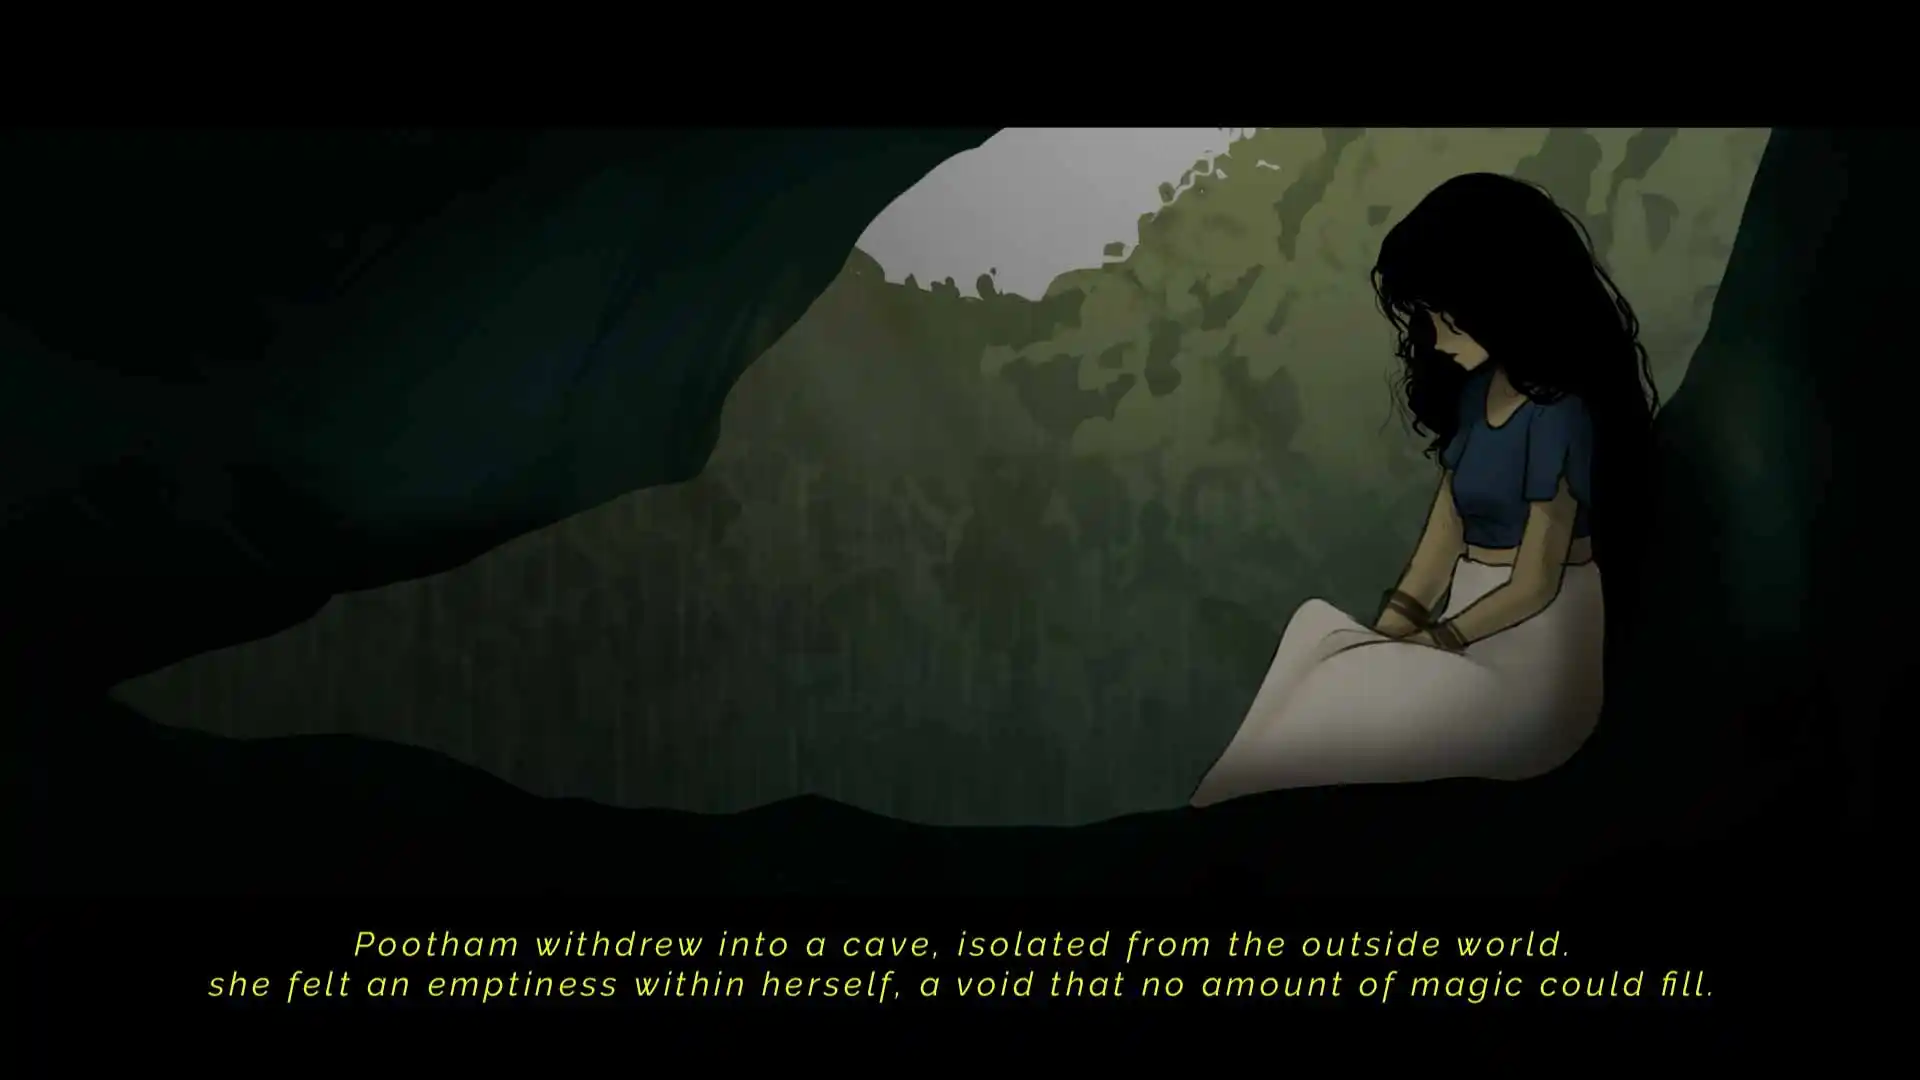 Pootham withdrew into a cave, isolated from the outside world.
she felt an emptiness within herself, a void that no amount of magic could fill.